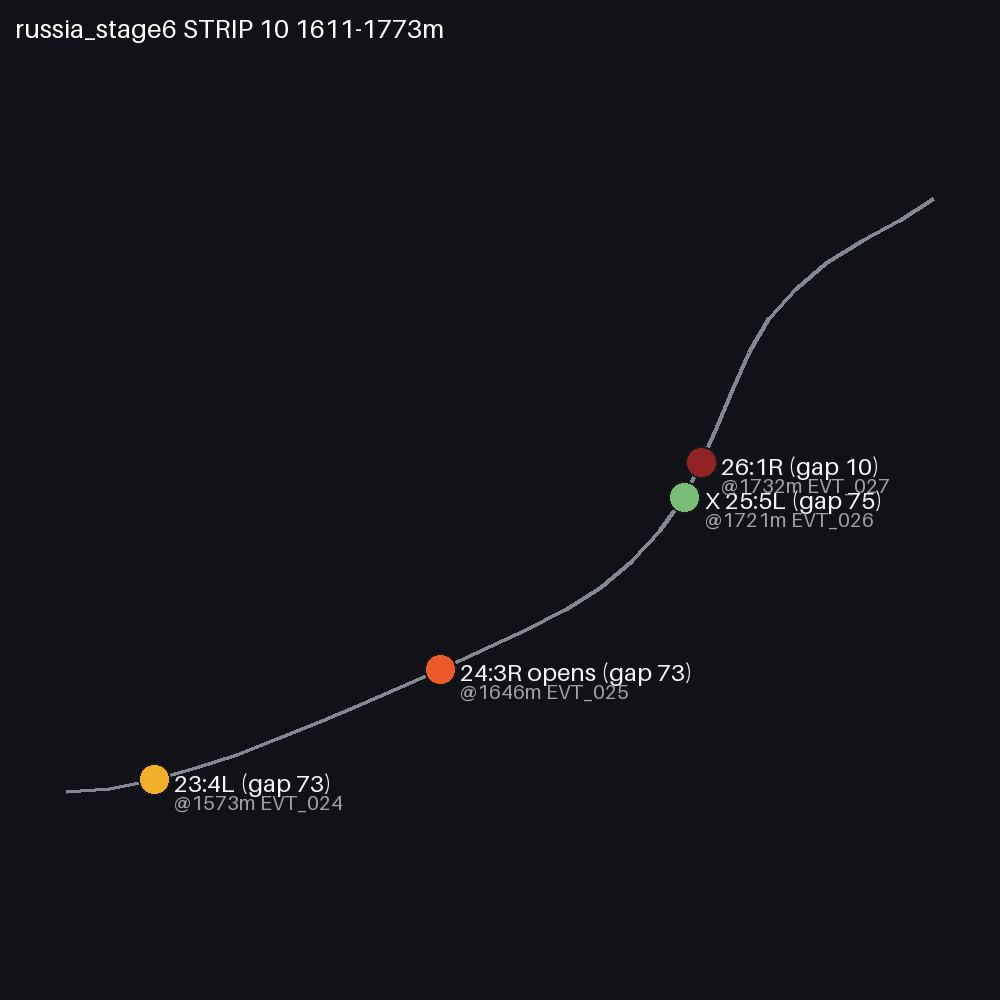 russia_stage6 STRIP 10 1611-1773m
26:1R (gap 10)
@1732m EVT_027
X 25:5L (gap 75)
@1721m EVT_026
24:3R opens (gap 73)
@1646m EVT_025
23:4L (gap 73)
@1573m EVT_024